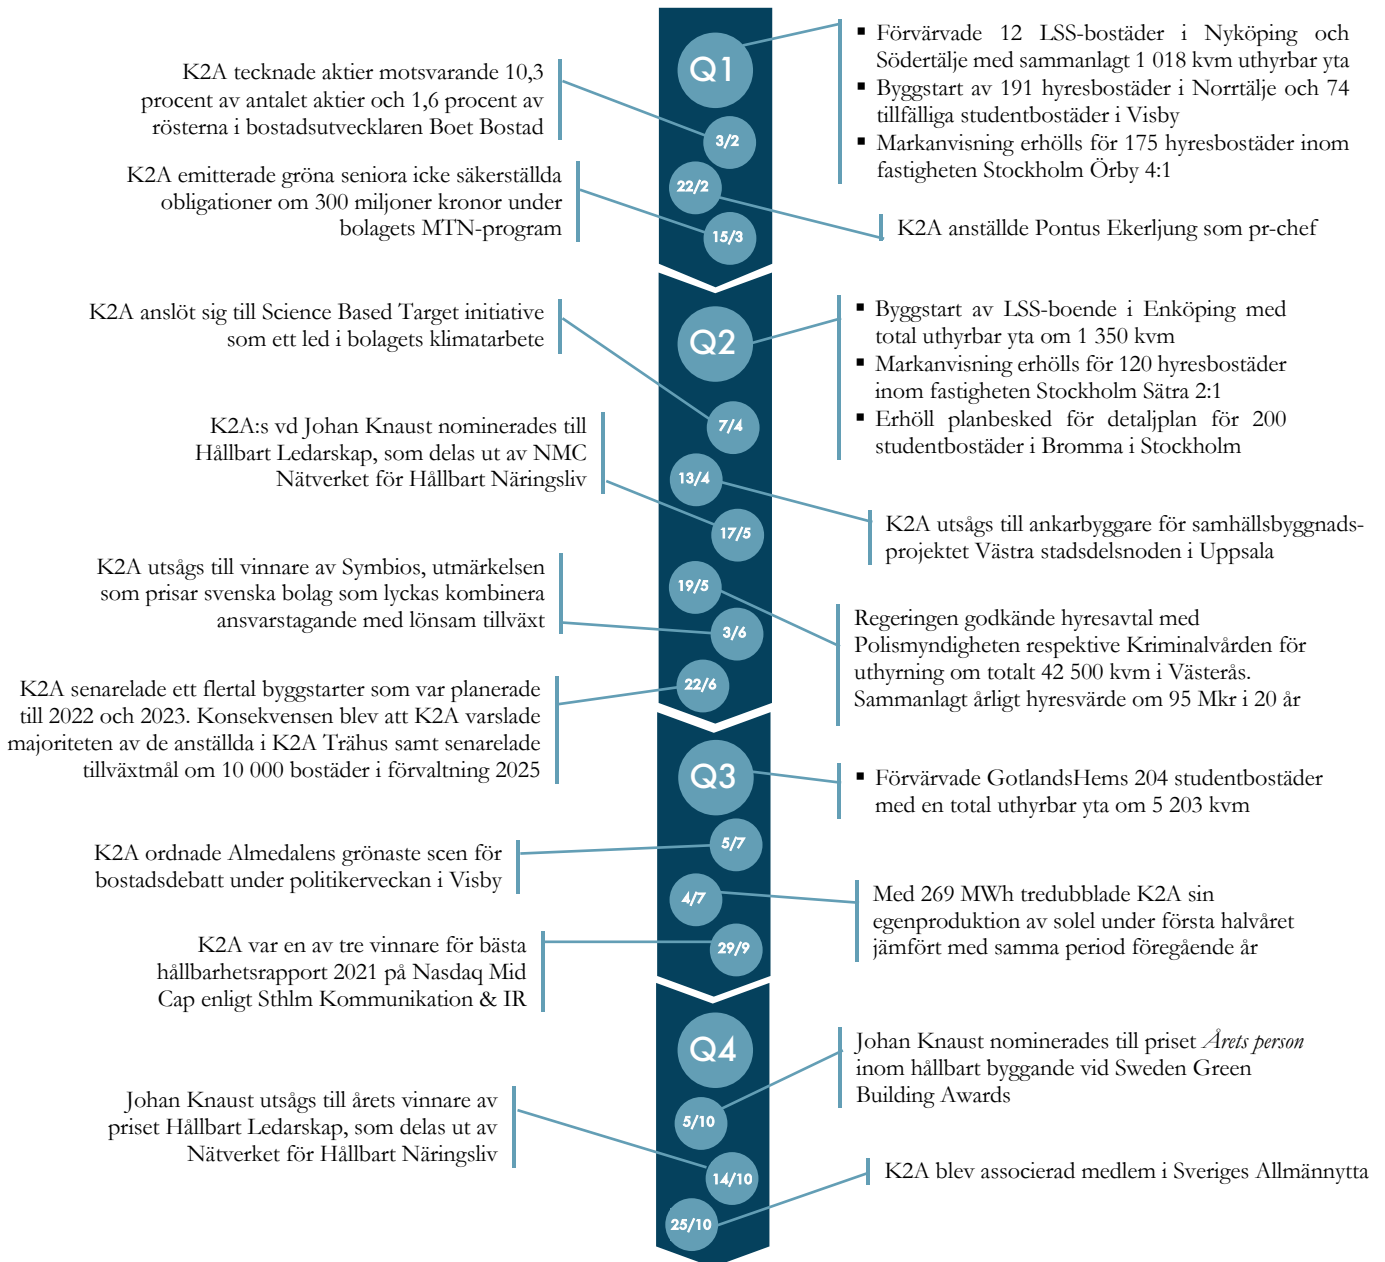 Q1
Förvärvade 12 LSS-bostäder i Nyköping och
Södertälje med sammanlagt 1 018 kvm uthyrbar yta
Byggstart av 191 hyresbostäder i Norrtälje och 74
tillfälliga studentbostäder i Visby
Markanvisning erhölls för 175 hyresbostäder inom
fastigheten Stockholm Örby 4:1
K2A tecknade aktier motsvarande 10,3
procent av antalet aktier och 1,6 procent av
rösterna i bostadsutvecklaren Boet Bostad
3/2
22/2
K2A anställde Pontus Ekerljung som pr-chef
K2A emitterade gröna seniora icke säkerställda
obligationer om 300 miljoner kronor under
bolagets MTN-program
15/3
Q2
Byggstart av LSS-boende i Enköping med
total uthyrbar yta om 1 350 kvm
Markanvisning erhölls för 120 hyresbostäder
inom fastigheten Stockholm Sätra 2:1
Erhöll planbesked för detaljplan för 200
studentbostäder i Bromma i Stockholm
K2A anslöt sig till Science Based Target initiative
som ett led i bolagets klimatarbete
7/4
13/4
K2A utsågs till ankarbyggare för samhällsbyggnads-
projektet Västra stadsdelsnoden i Uppsala
K2A:s vd Johan Knaust nominerades till
Hållbart Ledarskap, som delas ut av NMC
Nätverket för Hållbart Näringsliv
17/5
19/5
Regeringen godkände hyresavtal med
Polismyndigheten respektive Kriminalvården för
uthyrning om totalt 42 500 kvm i Västerås.
Sammanlagt årligt hyresvärde om 95 Mkr i 20 år
K2A utsågs till vinnare av Symbios, utmärkelsen
som prisar svenska bolag som lyckas kombinera
ansvarstagande med lönsam tillväxt
3/6
22/6
K2A senarelade ett flertal byggstarter som var planerade
till 2022 och 2023. Konsekvensen blev att K2A varslade
majoriteten av de anställda i K2A Trähus samt senarelade
tillväxtmål om 10 000 bostäder i förvaltning 2025
Q3
Förvärvade GotlandsHems 204 studentbostäder
med en total uthyrbar yta om 5 203 kvm
K2A ordnade Almedalens grönaste scen för
bostadsdebatt under politikerveckan i Visby
5/7
4/7
Med 269 MWh tredubblade K2A sin
egenproduktion av solel under första halvåret
jämfört med samma period föregående år
K2A var en av tre vinnare för bästa
hållbarhetsrapport 2021 på Nasdaq Mid
Cap enligt Sthlm Kommunikation & IR
29/9
Q4
Johan Knaust nominerades till priset Årets person
inom hållbart byggande vid Sweden Green
Building Awards
5/10
Johan Knaust utsågs till årets vinnare av
priset Hållbart Ledarskap, som delas ut av
Nätverket för Hållbart Näringsliv
14/10
K2A blev associerad medlem i Sveriges Allmännytta
25/10